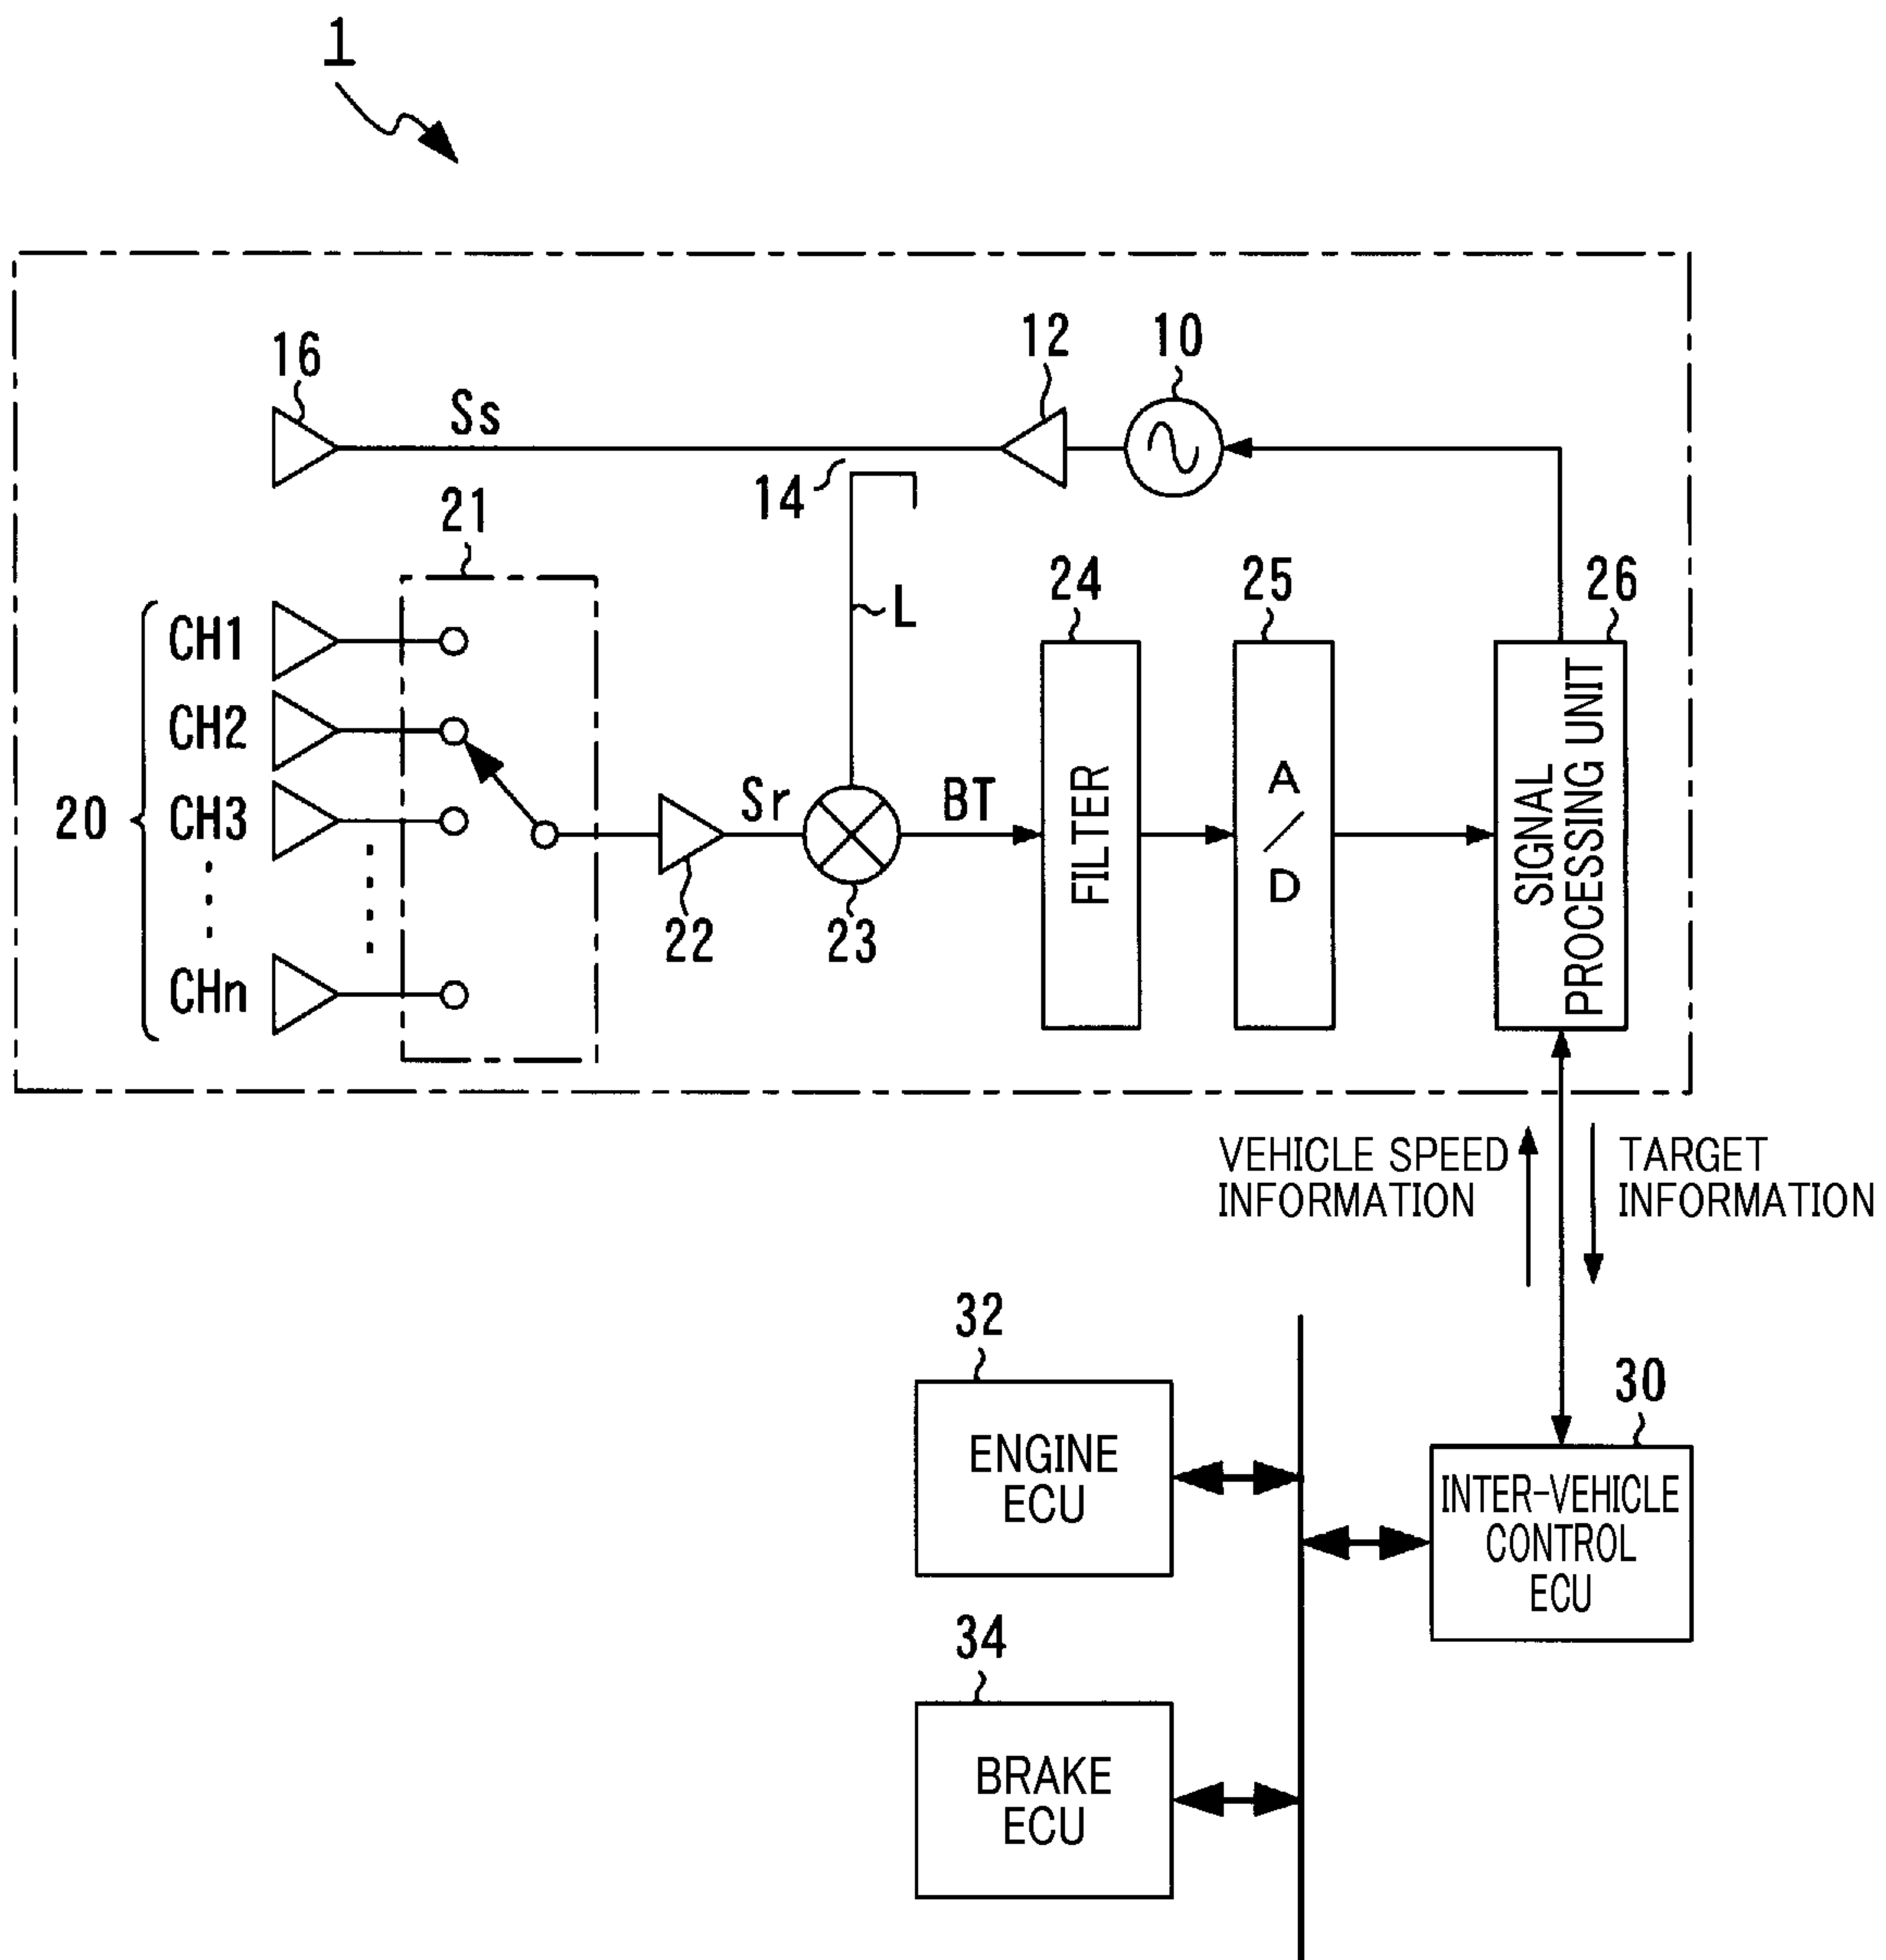 1
16
Ss
12
10
14
21
L
24
25
26
CH1
CH2
CH3
CHn
20
22
Sr
23
BT
FILTER
A/D
SIGNAL
PROCESSING UNIT
VEHICLE SPEED
INFORMATION
TARGET
INFORMATION
32
ENGINE
ECU
30
INTER-VEHICLE
CONTROL
ECU
34
BRAKE
ECU